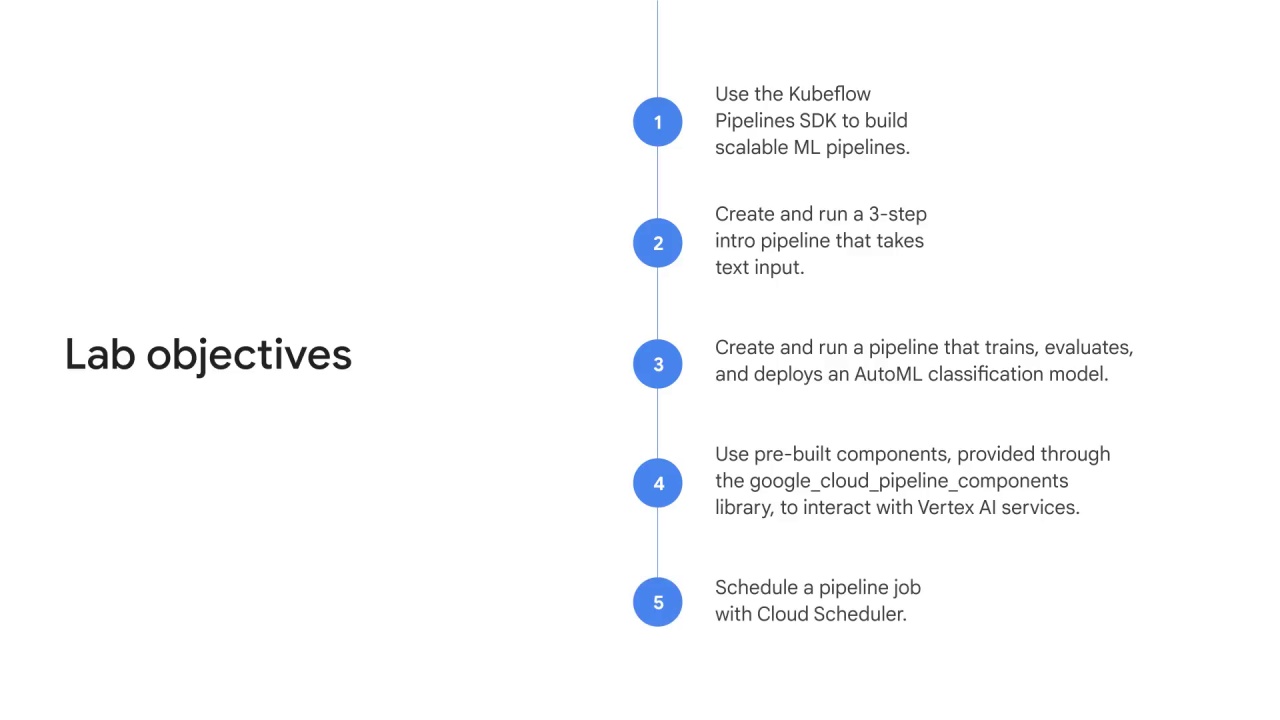 Lab objectives
1
Use the Kubeflow
Pipelines SDK to build
scalable ML pipelines.
2
Create and run a 3-step
intro pipeline that takes
text input.
3
Create and run a pipeline that trains, evaluates,
and deploys an AutoML classification model.
4
Use pre-built components, provided through
the google_cloud_pipeline_components
library, to interact with Vertex AI services.
5
Schedule a pipeline job
with Cloud Scheduler.